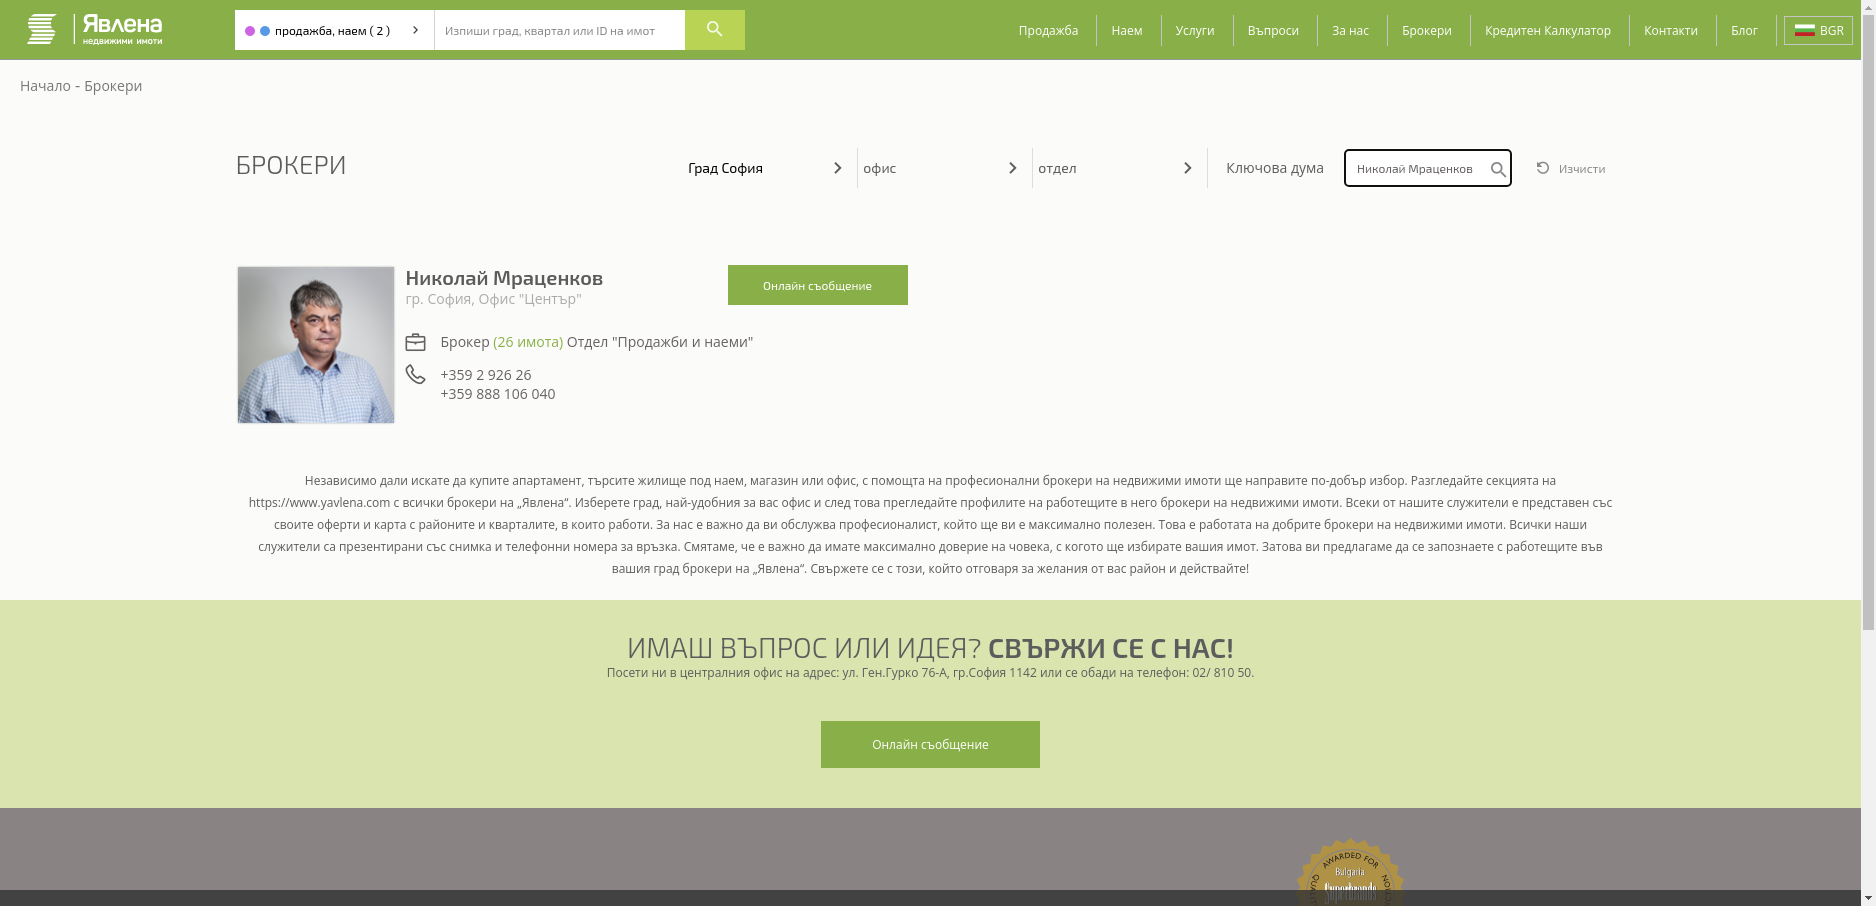 Явлена
недвижими имоти
продажба, наем ( 2 )
Изпиши град, квартал или ID на имот
Продажба
Наем
Услуги
Въпроси
За нас
Брокери
Кредитен Калкулатор
Контакти
Блог
BGR
Начало - Брокери
БРОКЕРИ
Град София
офис
отдел
Ключова дума
Николай Мраценков
Изчисти
Николай Мраценков
гр. София, Офис "Център"
Онлайн съобщение
Брокер (26 имота) Отдел "Продажби и наеми"
+359 2 926 26
+359 888 106 040
Независимо дали искате да купите апартамент, търсите жилище под наем, магазин или офис, с помощта на професионални брокери на недвижими имоти ще направите по-добър избор. Разгледайте секцията на
https://www.yavlena.com с всички брокери на „Явлена“. Изберете град, най-удобния за вас офис и след това прегледайте профилите на работещите в него брокери на недвижими имоти. Всеки от нашите служители е представен със
своите оферти и карта с районите и кварталите, в които работи. За нас е важно да ви обслужва професионалист, който ще ви е максимално полезен. Това е работата на добрите брокери на недвижими имоти. Всички наши
служители са презентирани със снимка и телефонни номера за връзка. Смятаме, че е важно да имате максимално доверие на човека, с когото ще избирате вашия имот. Затова ви предлагаме да се запознаете с работещите във
вашия град брокери на „Явлена“. Свържете се с този, който отговаря за желания от вас район и действайте!
ИМАШ ВЪПРОС ИЛИ ИДЕЯ? СВЪРЖИ СЕ С НАС!
Посети ни в централния офис на адрес: ул. Ген.Гурко 76-А, гр.София 1142 или се обади на телефон: 02/ 810 50.
Онлайн съобщение
AWARDED FOR
Bulgaria